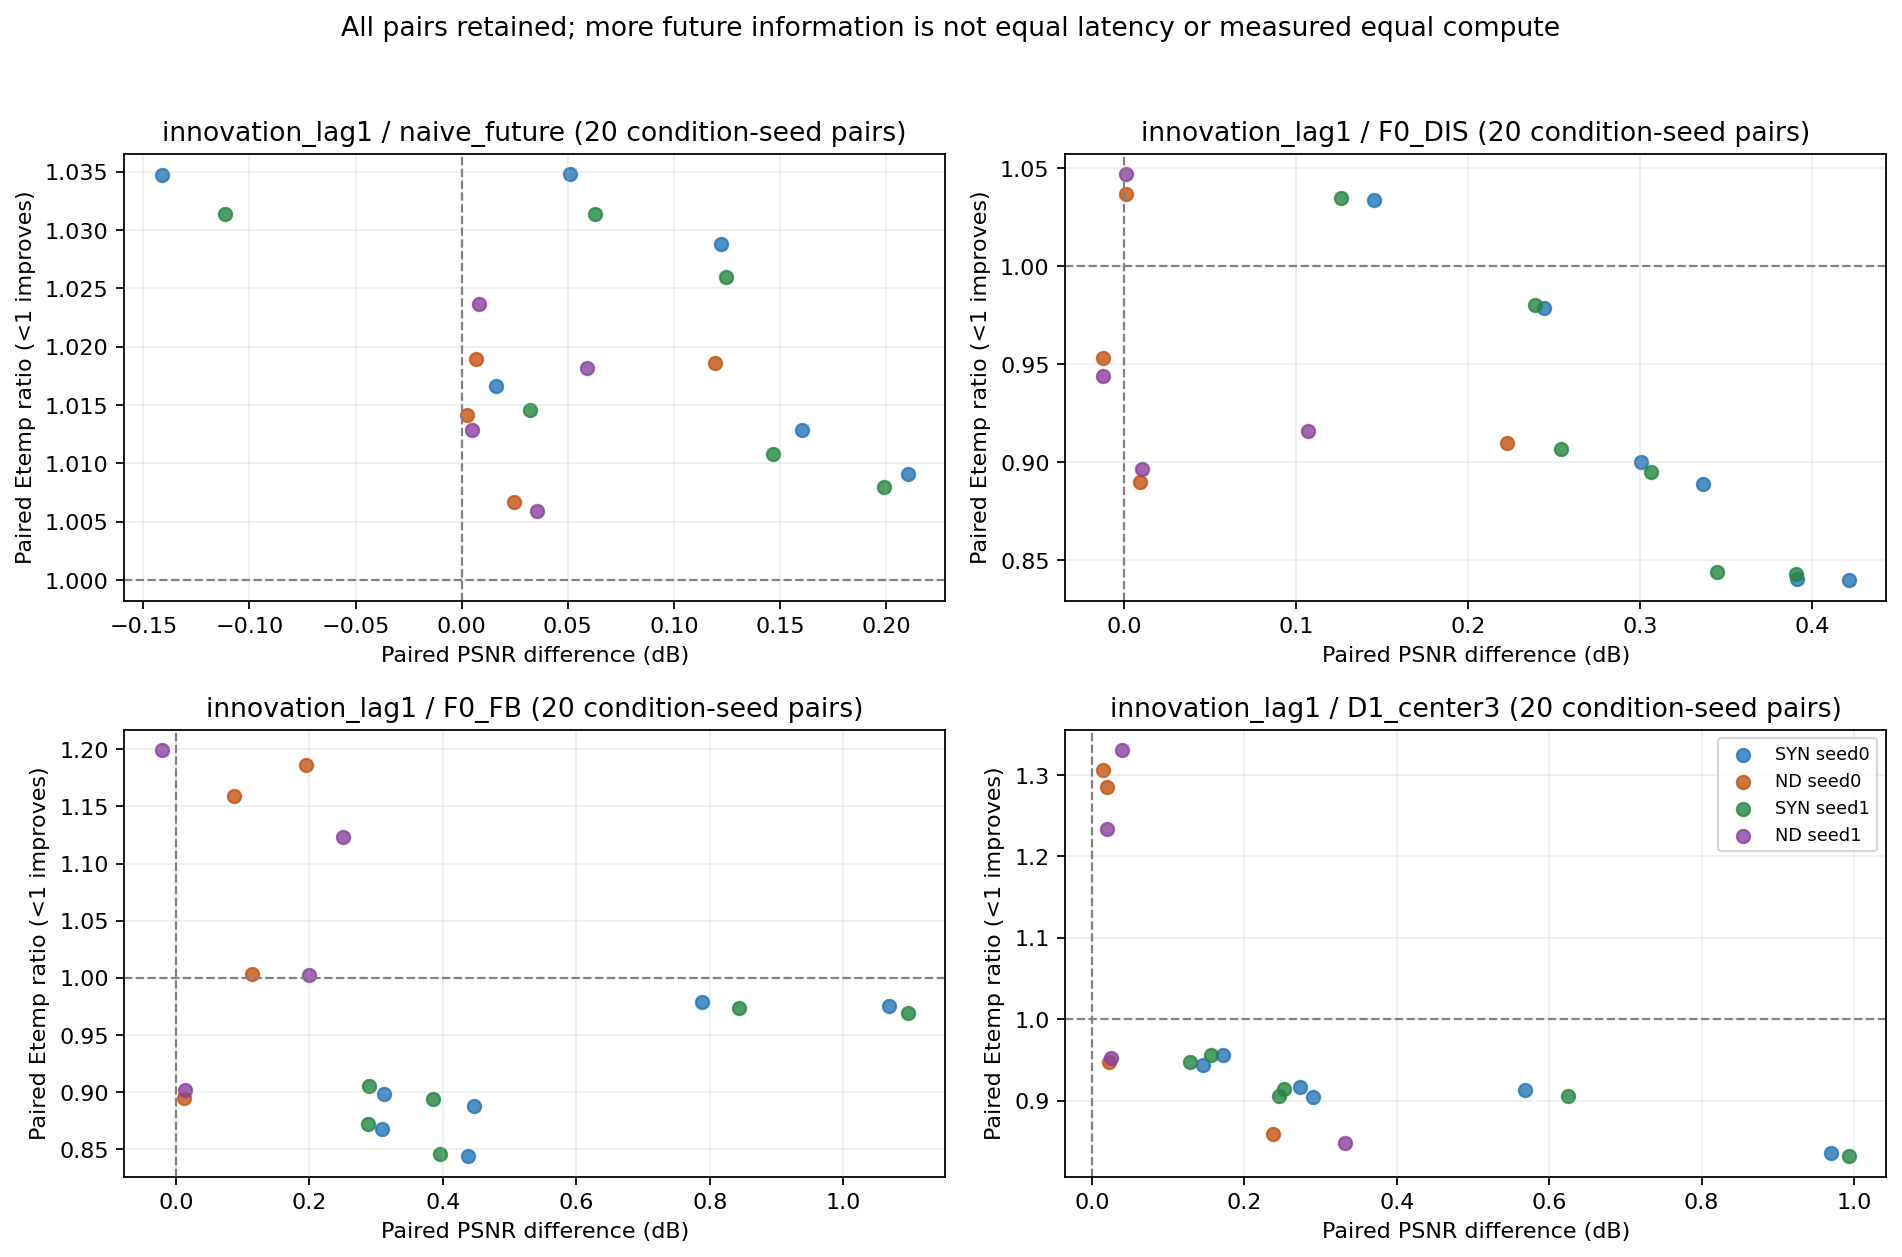 All pairs retained; more future information is not equal latency or measured equal compute
innovation_lag1 / naive_future (20 condition-seed pairs)
Paired Etemp ratio (<1 improves)
1.035
1.030
1.025
1.020
1.015
1.010
1.005
1.000
−0.15 −0.10 −0.05 0.00 0.05 0.10 0.15 0.20
Paired PSNR difference (dB)
innovation_lag1 / F0_DIS (20 condition-seed pairs)
Paired Etemp ratio (<1 improves)
1.05
1.00
0.95
0.90
0.85
0.0 0.1 0.2 0.3 0.4
Paired PSNR difference (dB)
innovation_lag1 / F0_FB (20 condition-seed pairs)
Paired Etemp ratio (<1 improves)
1.20
1.15
1.10
1.05
1.00
0.95
0.90
0.85
0.0 0.2 0.4 0.6 0.8 1.0
Paired PSNR difference (dB)
innovation_lag1 / D1_center3 (20 condition-seed pairs)
Paired Etemp ratio (<1 improves)
1.3
1.2
1.1
1.0
0.9
SYN seed0
ND seed0
SYN seed1
ND seed1
0.0 0.2 0.4 0.6 0.8 1.0
Paired PSNR difference (dB)